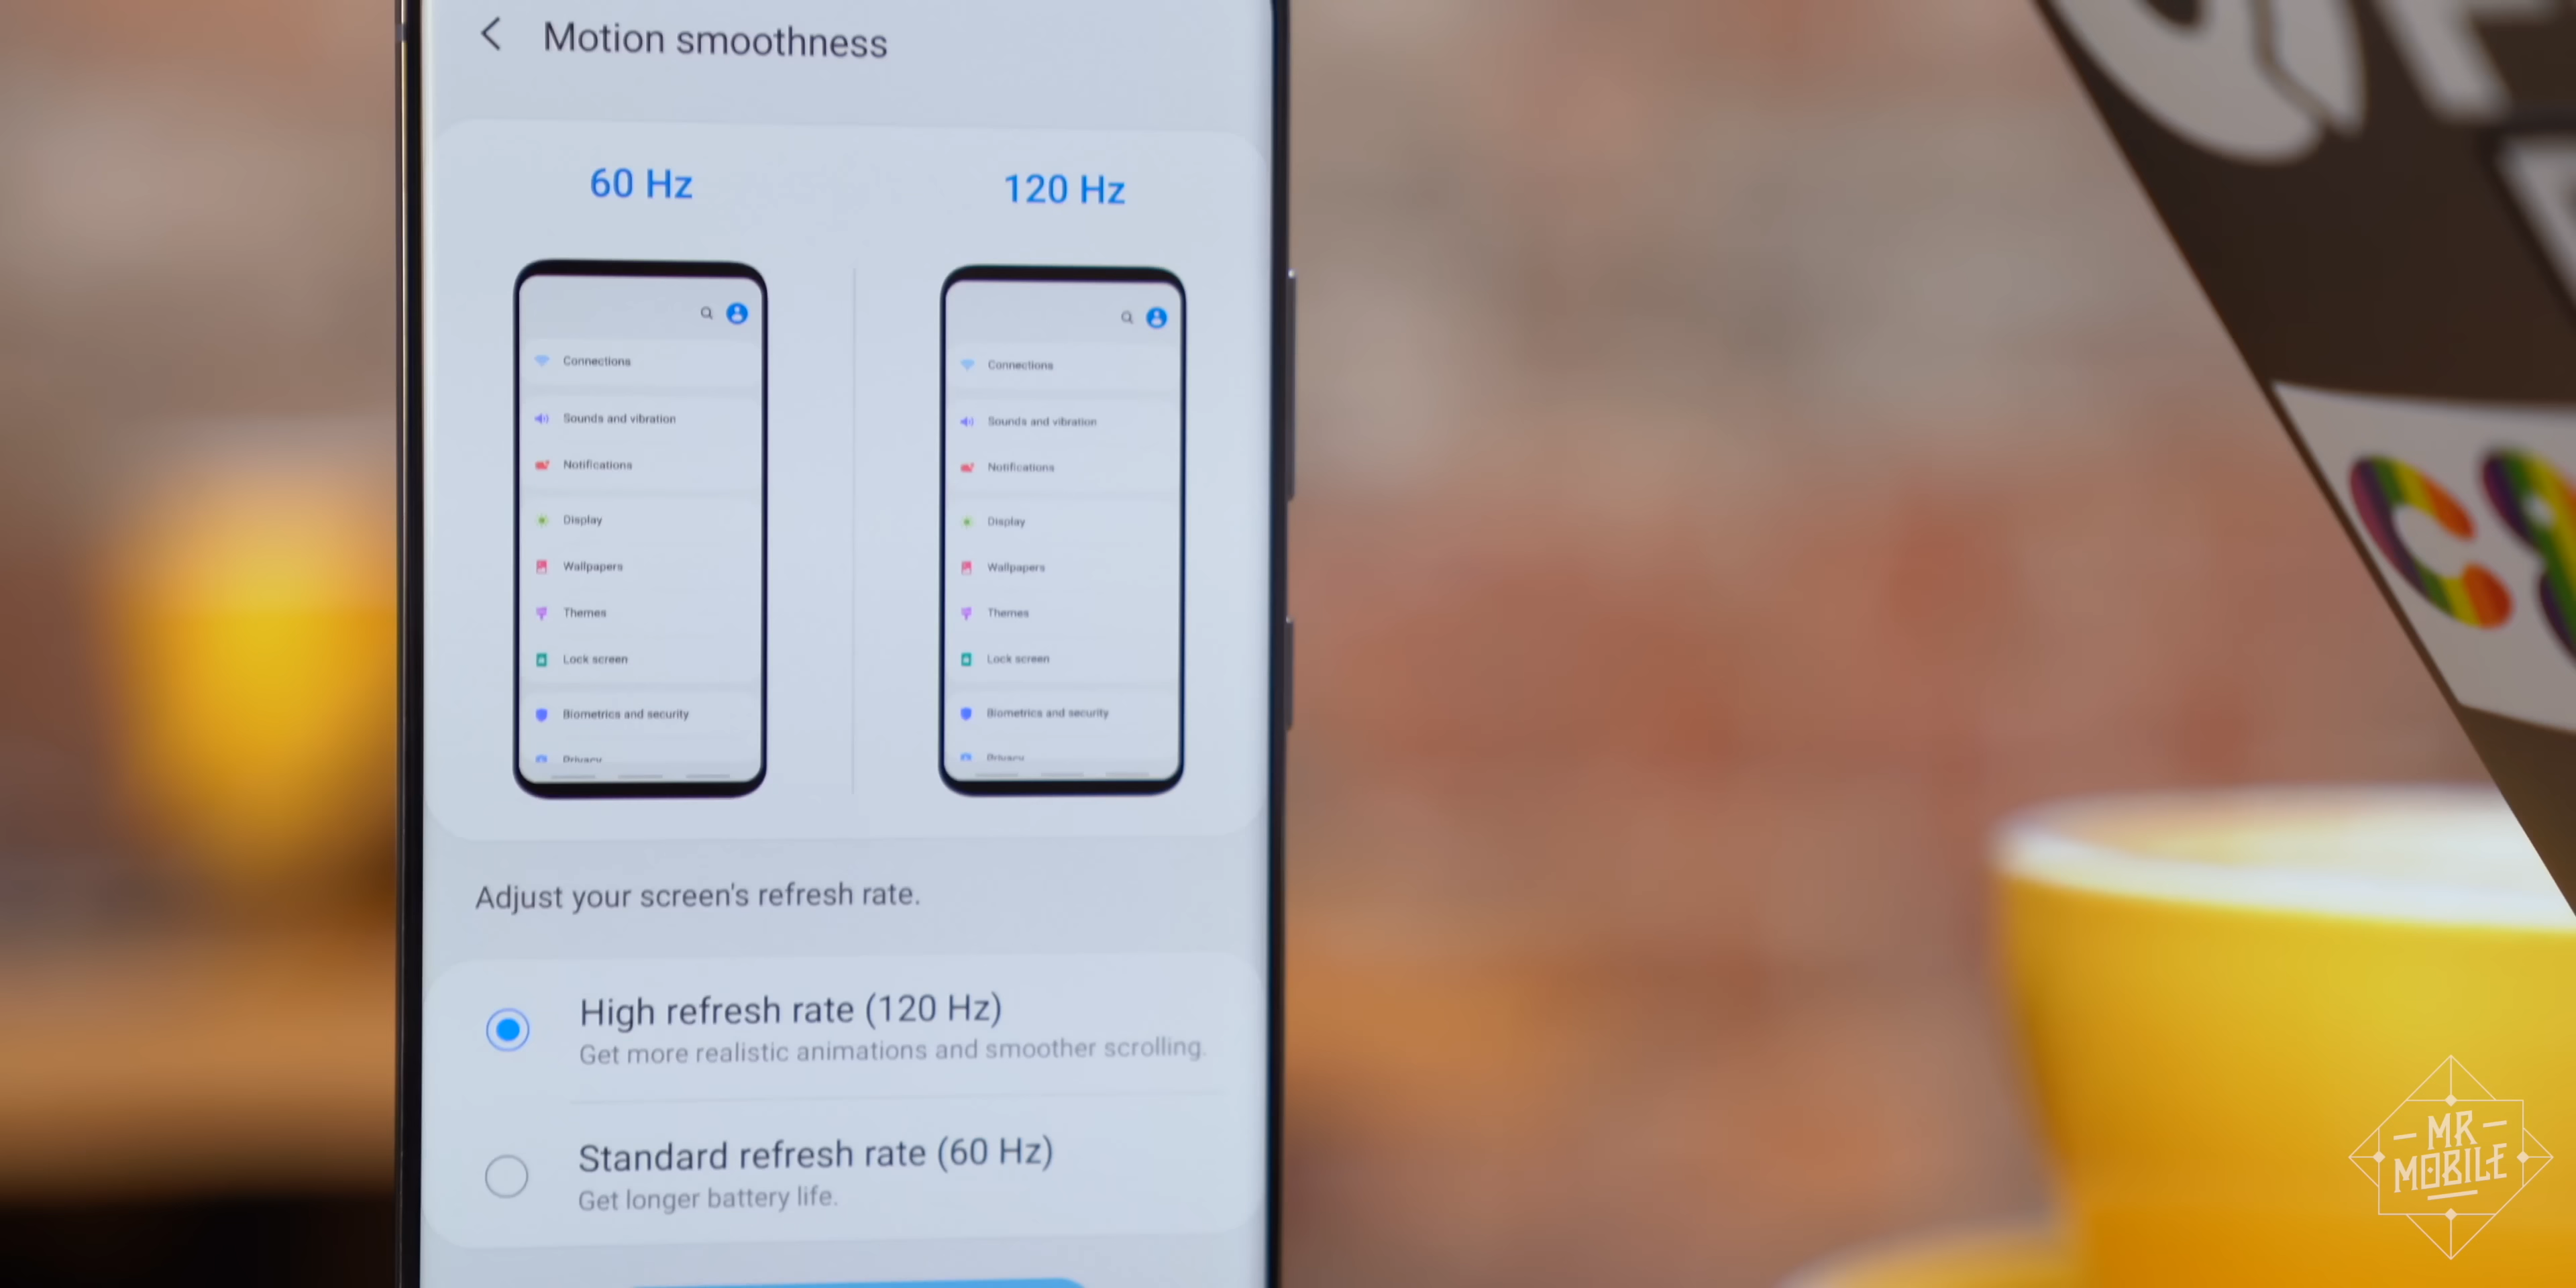 Motion smoothness
60 Hz
120 Hz
Connections
Sounds and vibration
Notifications
Display
Wallpapers
Themes
Lock screen
Biometrics and security
Privacy
Connections
Sounds and vibration
Notifications
Display
Wallpapers
Themes
Lock screen
Biometrics and security
Privacy
Adjust your screen's refresh rate.
High refresh rate (120 Hz)
Get more realistic animations and smoother scrolling.
Standard refresh rate (60 Hz)
Get longer battery life.
MR
MOBILE